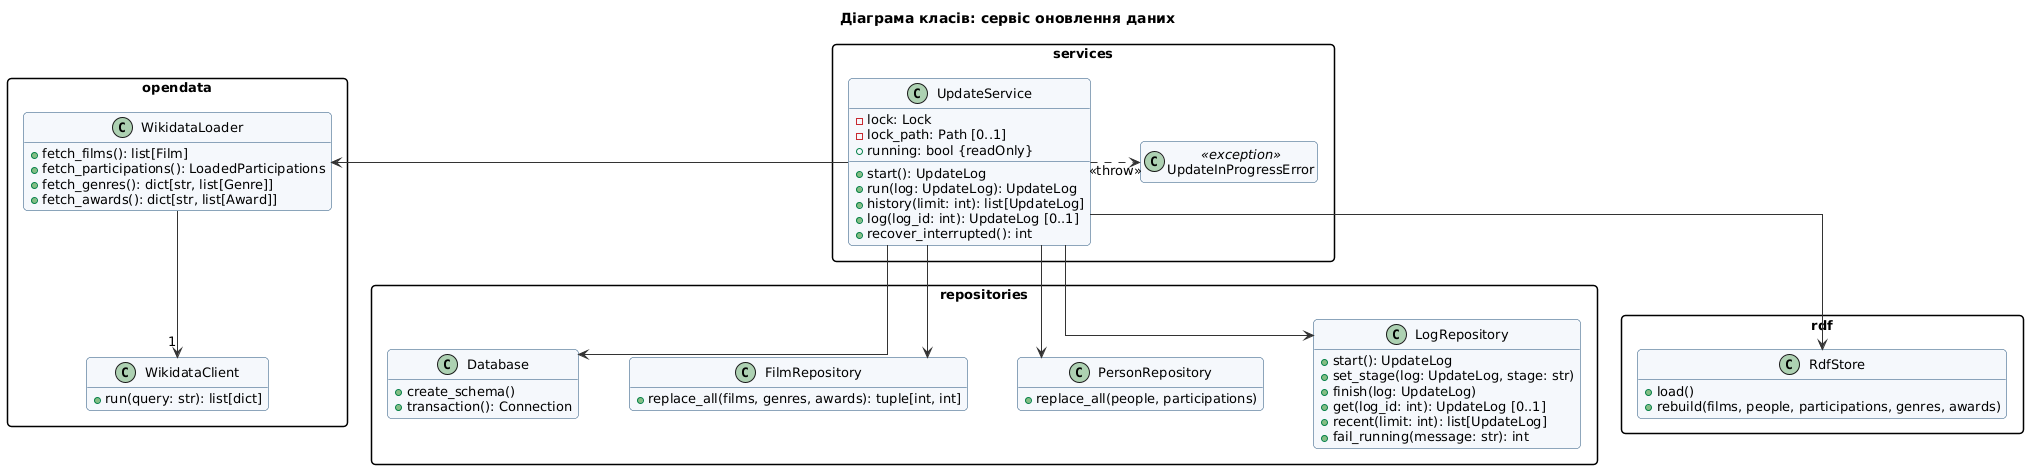 Діаграма класів: сервіс оновлення даних
services
C UpdateService
lock: Lock
lock_path: Path [0..1]
running: bool {readOnly}
start(): UpdateLog
run(log: UpdateLog): UpdateLog
history(limit: int): list[UpdateLog]
log(log_id: int): UpdateLog [0..1]
recover_interrupted(): int
«throw»
C «exception»
UpdateInProgressError
opendata
C WikidataLoader
fetch_films(): list[Film]
fetch_participations(): LoadedParticipations
fetch_genres(): dict[str, list[Genre]]
fetch_awards(): dict[str, list[Award]]
1
C WikidataClient
run(query: str): list[dict]
repositories
C Database
create_schema()
transaction(): Connection
C FilmRepository
replace_all(films, genres, awards): tuple[int, int]
C PersonRepository
replace_all(people, participations)
C LogRepository
start(): UpdateLog
set_stage(log: UpdateLog, stage: str)
finish(log: UpdateLog)
get(log_id: int): UpdateLog [0..1]
recent(limit: int): list[UpdateLog]
fail_running(message: str): int
rdf
C RdfStore
load()
rebuild(films, people, participations, genres, awards)